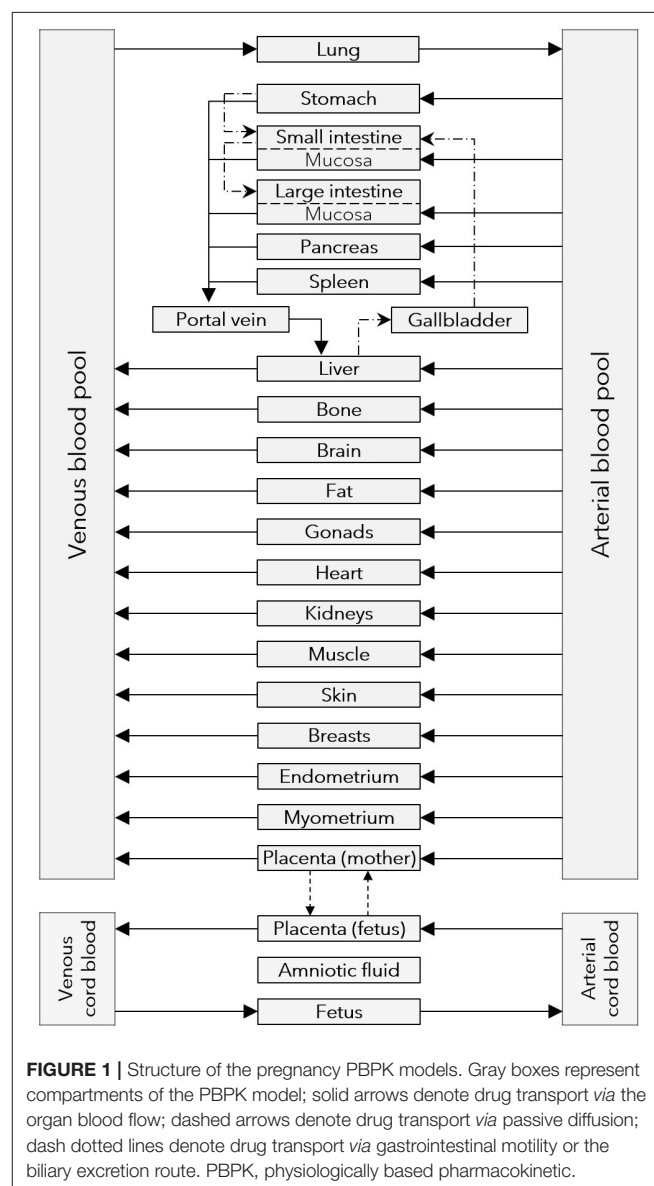 Lung
Stomach
Small intestine
Mucosa
Large intestine
Mucosa
Pancreas
Spleen
Portal vein
Gallbladder
Liver
Bone
Brain
Fat
Gonads
Heart
Kidneys
Muscle
Skin
Breasts
Endometrium
Myometrium
Placenta (mother)
Venous blood pool
Arterial blood pool
Placenta (fetus)
Amniotic fluid
Fetus
Venous
cord blood
Arterial
cord blood
FIGURE 1 | Structure of the pregnancy PBPK models. Gray boxes represent
compartments of the PBPK model; solid arrows denote drug transport via the
organ blood flow; dashed arrows denote drug transport via passive diffusion;
dash dotted lines denote drug transport via gastrointestinal motility or the
biliary excretion route. PBPK, physiologically based pharmacokinetic.